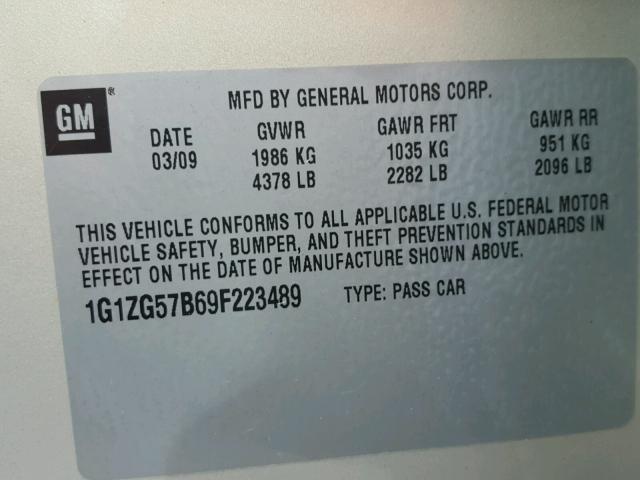 GM®
MFD BY GENERAL MOTORS CORP.
DATE GVWR GAWR FRT GAWR RR
03/09 1986 KG 1035 KG 951 KG
4378 LB 2282 LB 2096 LB
THIS VEHICLE CONFORMS TO ALL APPLICABLE U.S. FEDERAL MOTOR
VEHICLE SAFETY, BUMPER, AND THEFT PREVENTION STANDARDS IN
EFFECT ON THE DATE OF MANUFACTURE SHOWN ABOVE.
1G1ZG57B69F223489 TYPE: PASS CAR